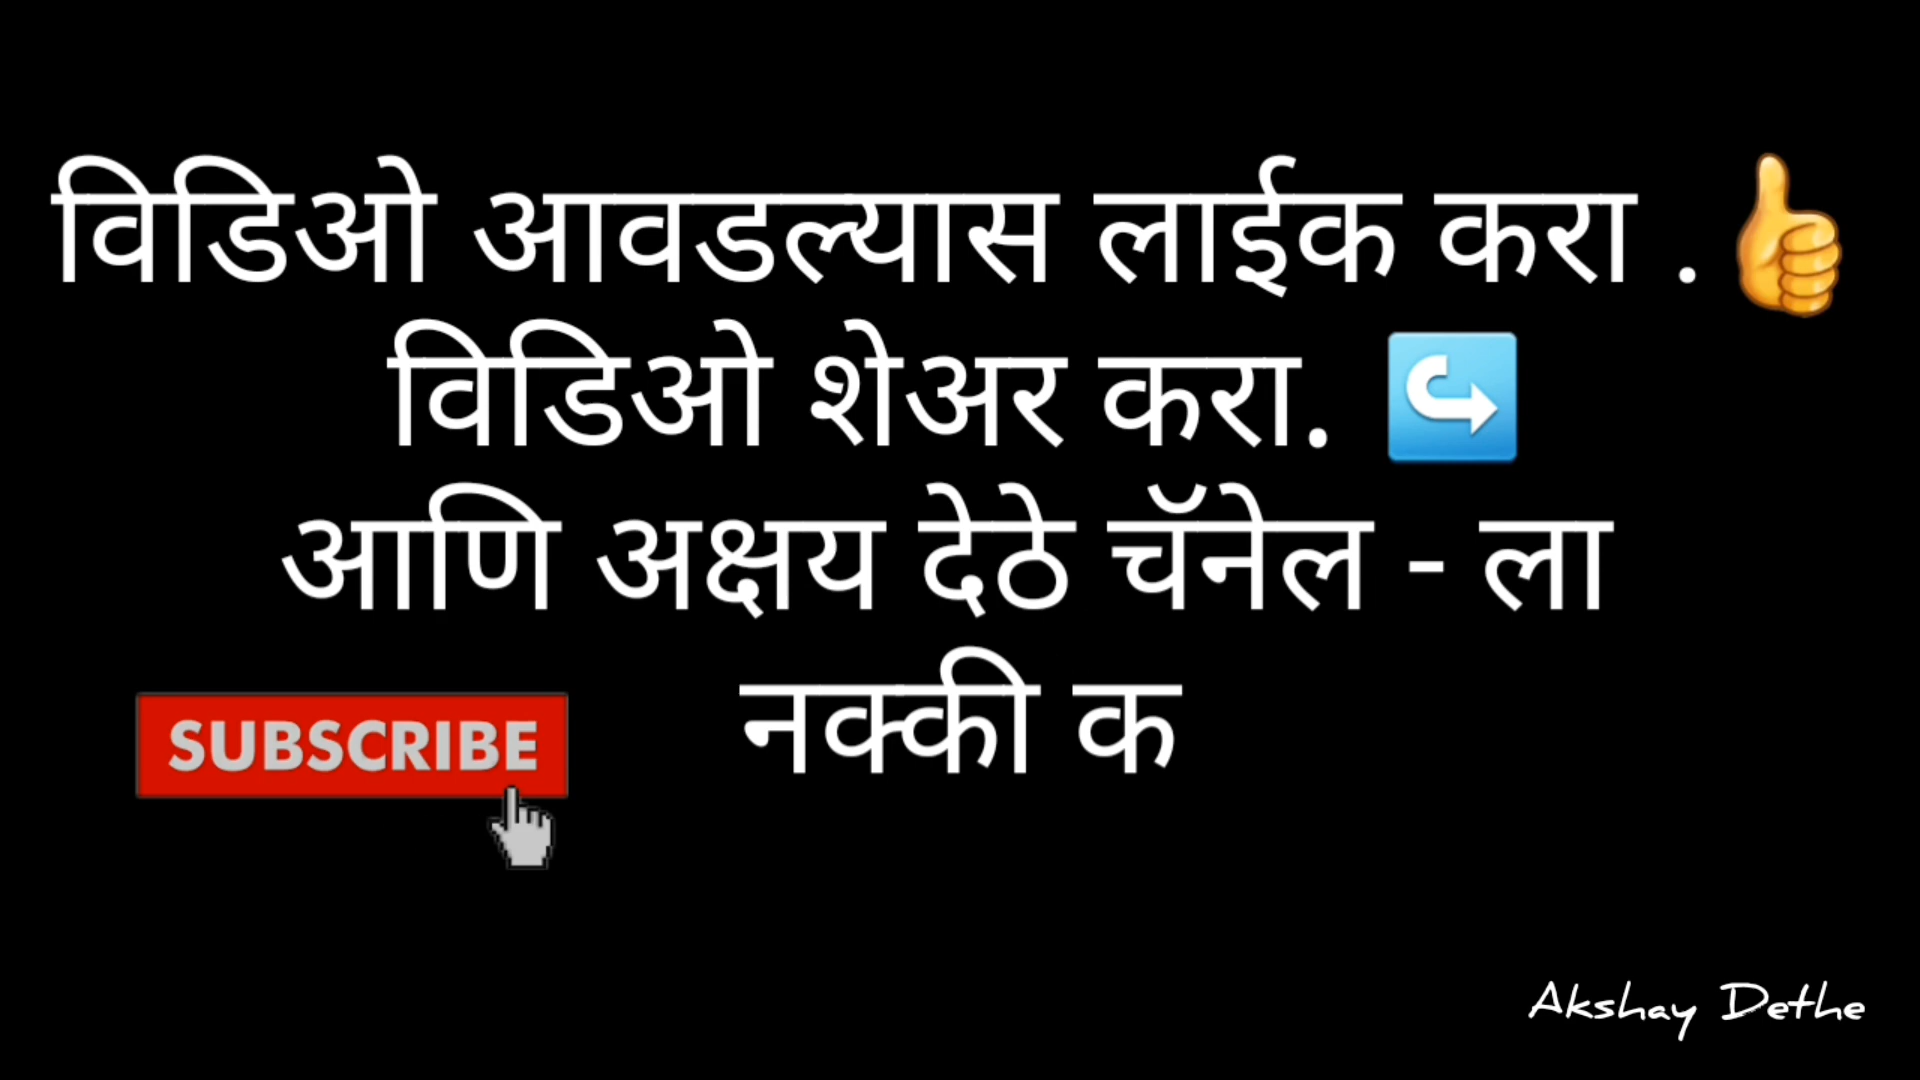 विडिओ आवडल्यास लाईक करा .👍
विडिओ शेअर करा. ↪️
आणि अक्षय देठे चॅनेल - ला
SUBSCRIBE नक्की क
Akshay Dethe